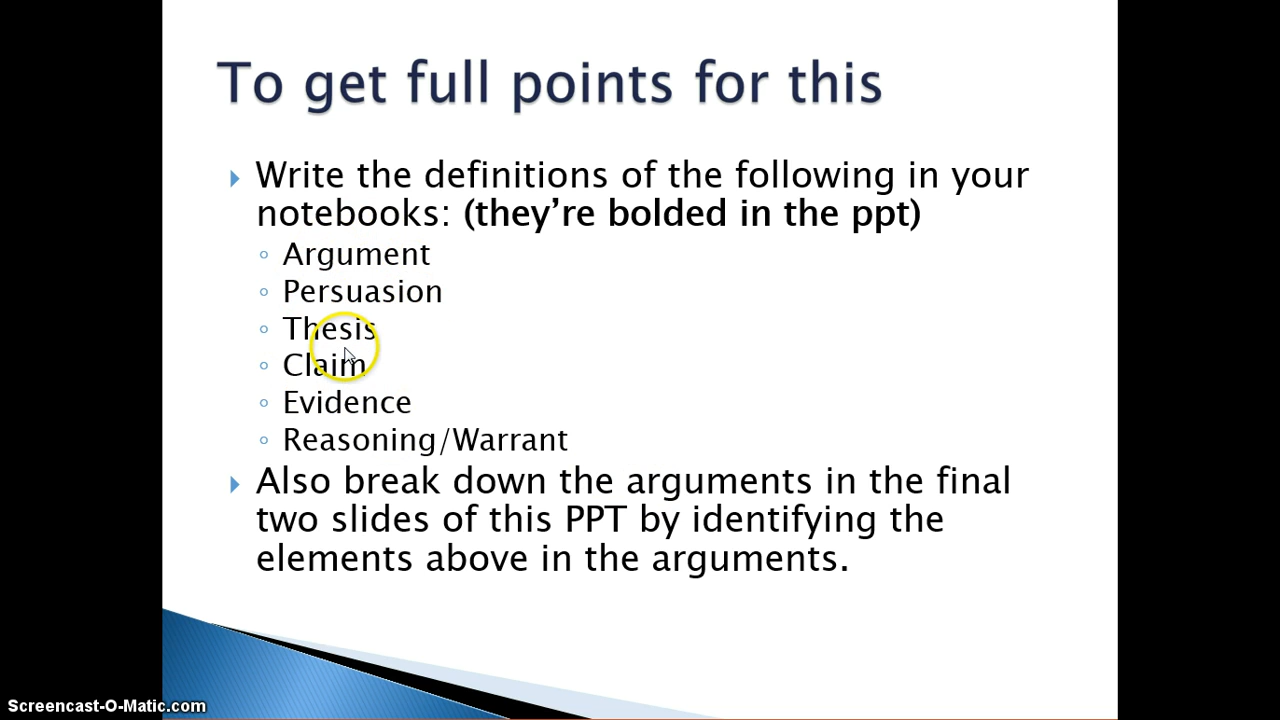 To get full points for this
Write the definitions of the following in your
notebooks: (they're bolded in the ppt)
Argument
Persuasion
Thesis
Claim
Evidence
Reasoning/Warrant
Also break down the arguments in the final
two slides of this PPT by identifying the
elements above in the arguments.
Screencast-O-Matic.com